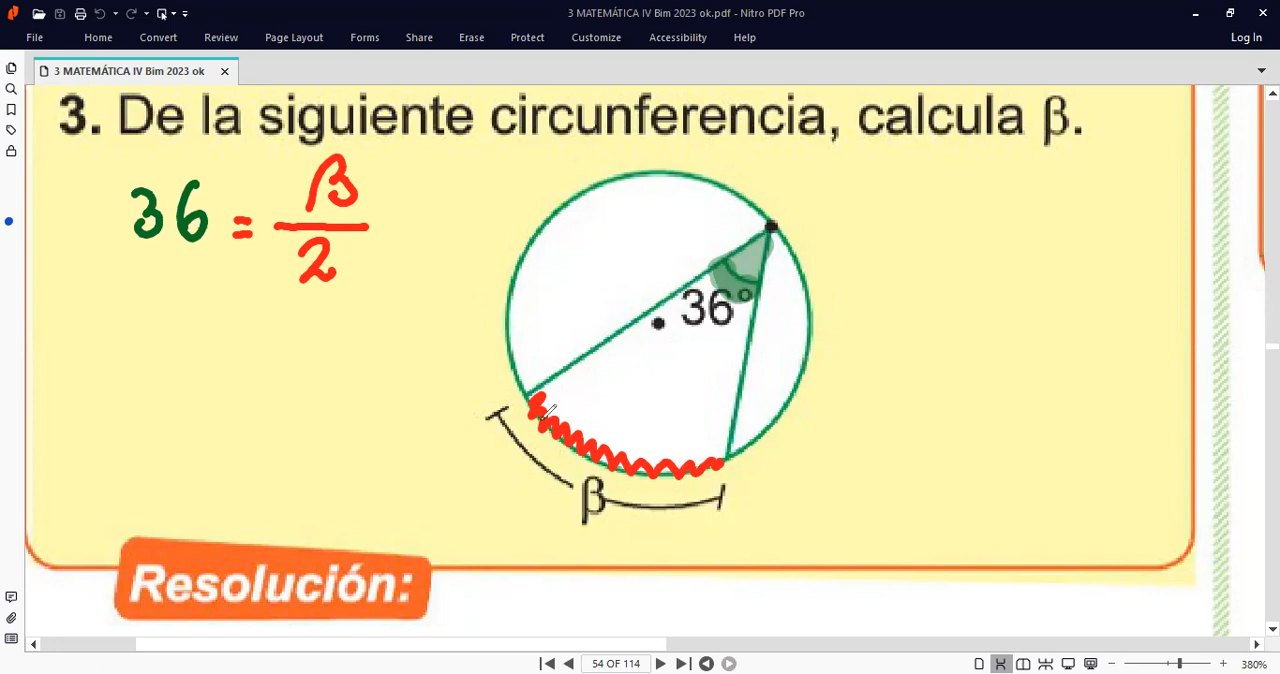 3 MATEMÁTICA IV Bim 2023 ok.pdf - Nitro PDF Pro
File Home Convert Review Page Layout Forms Share Erase Protect Customize Accessibility Help Log In
3 MATEMÁTICA IV Bim 2023 ok
3. De la siguiente circunferencia, calcula β.
36 = β
2
36°
β
Resolución:
54 OF 114
380%